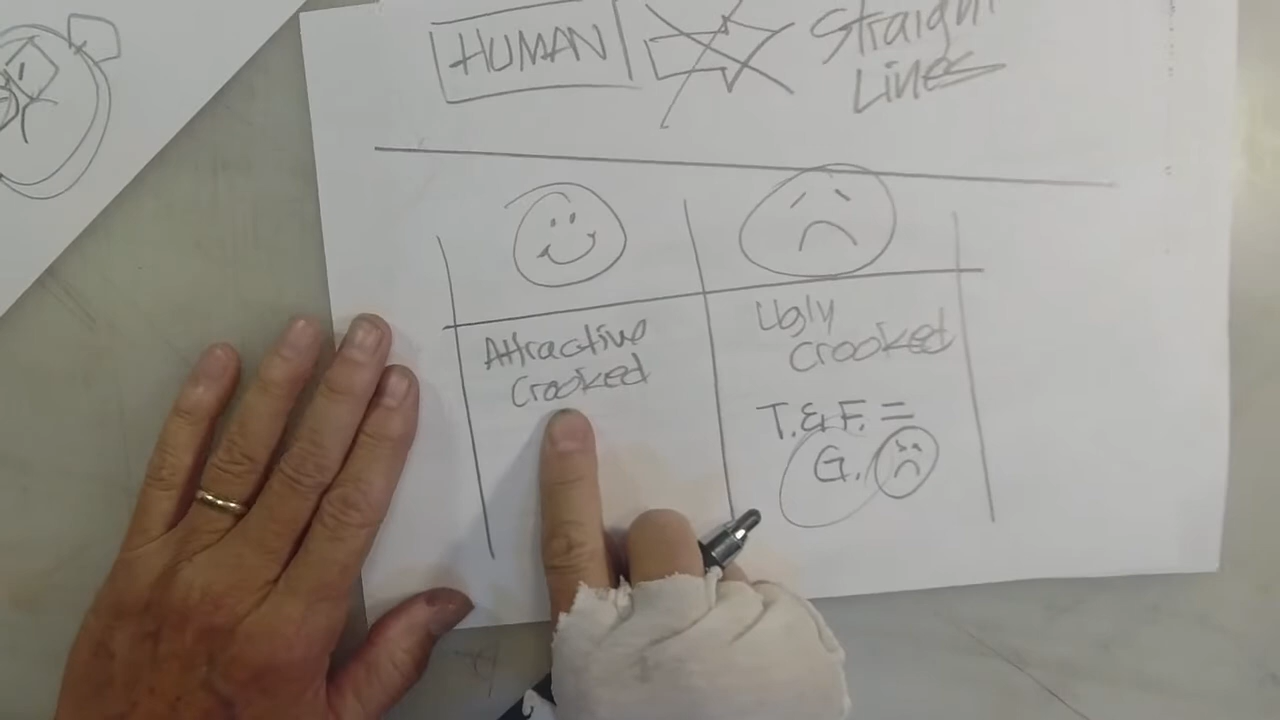 HUMAN
Straight
Lines
Attractive
Crooked
Ugly
Crooked
T.&F.=
G.